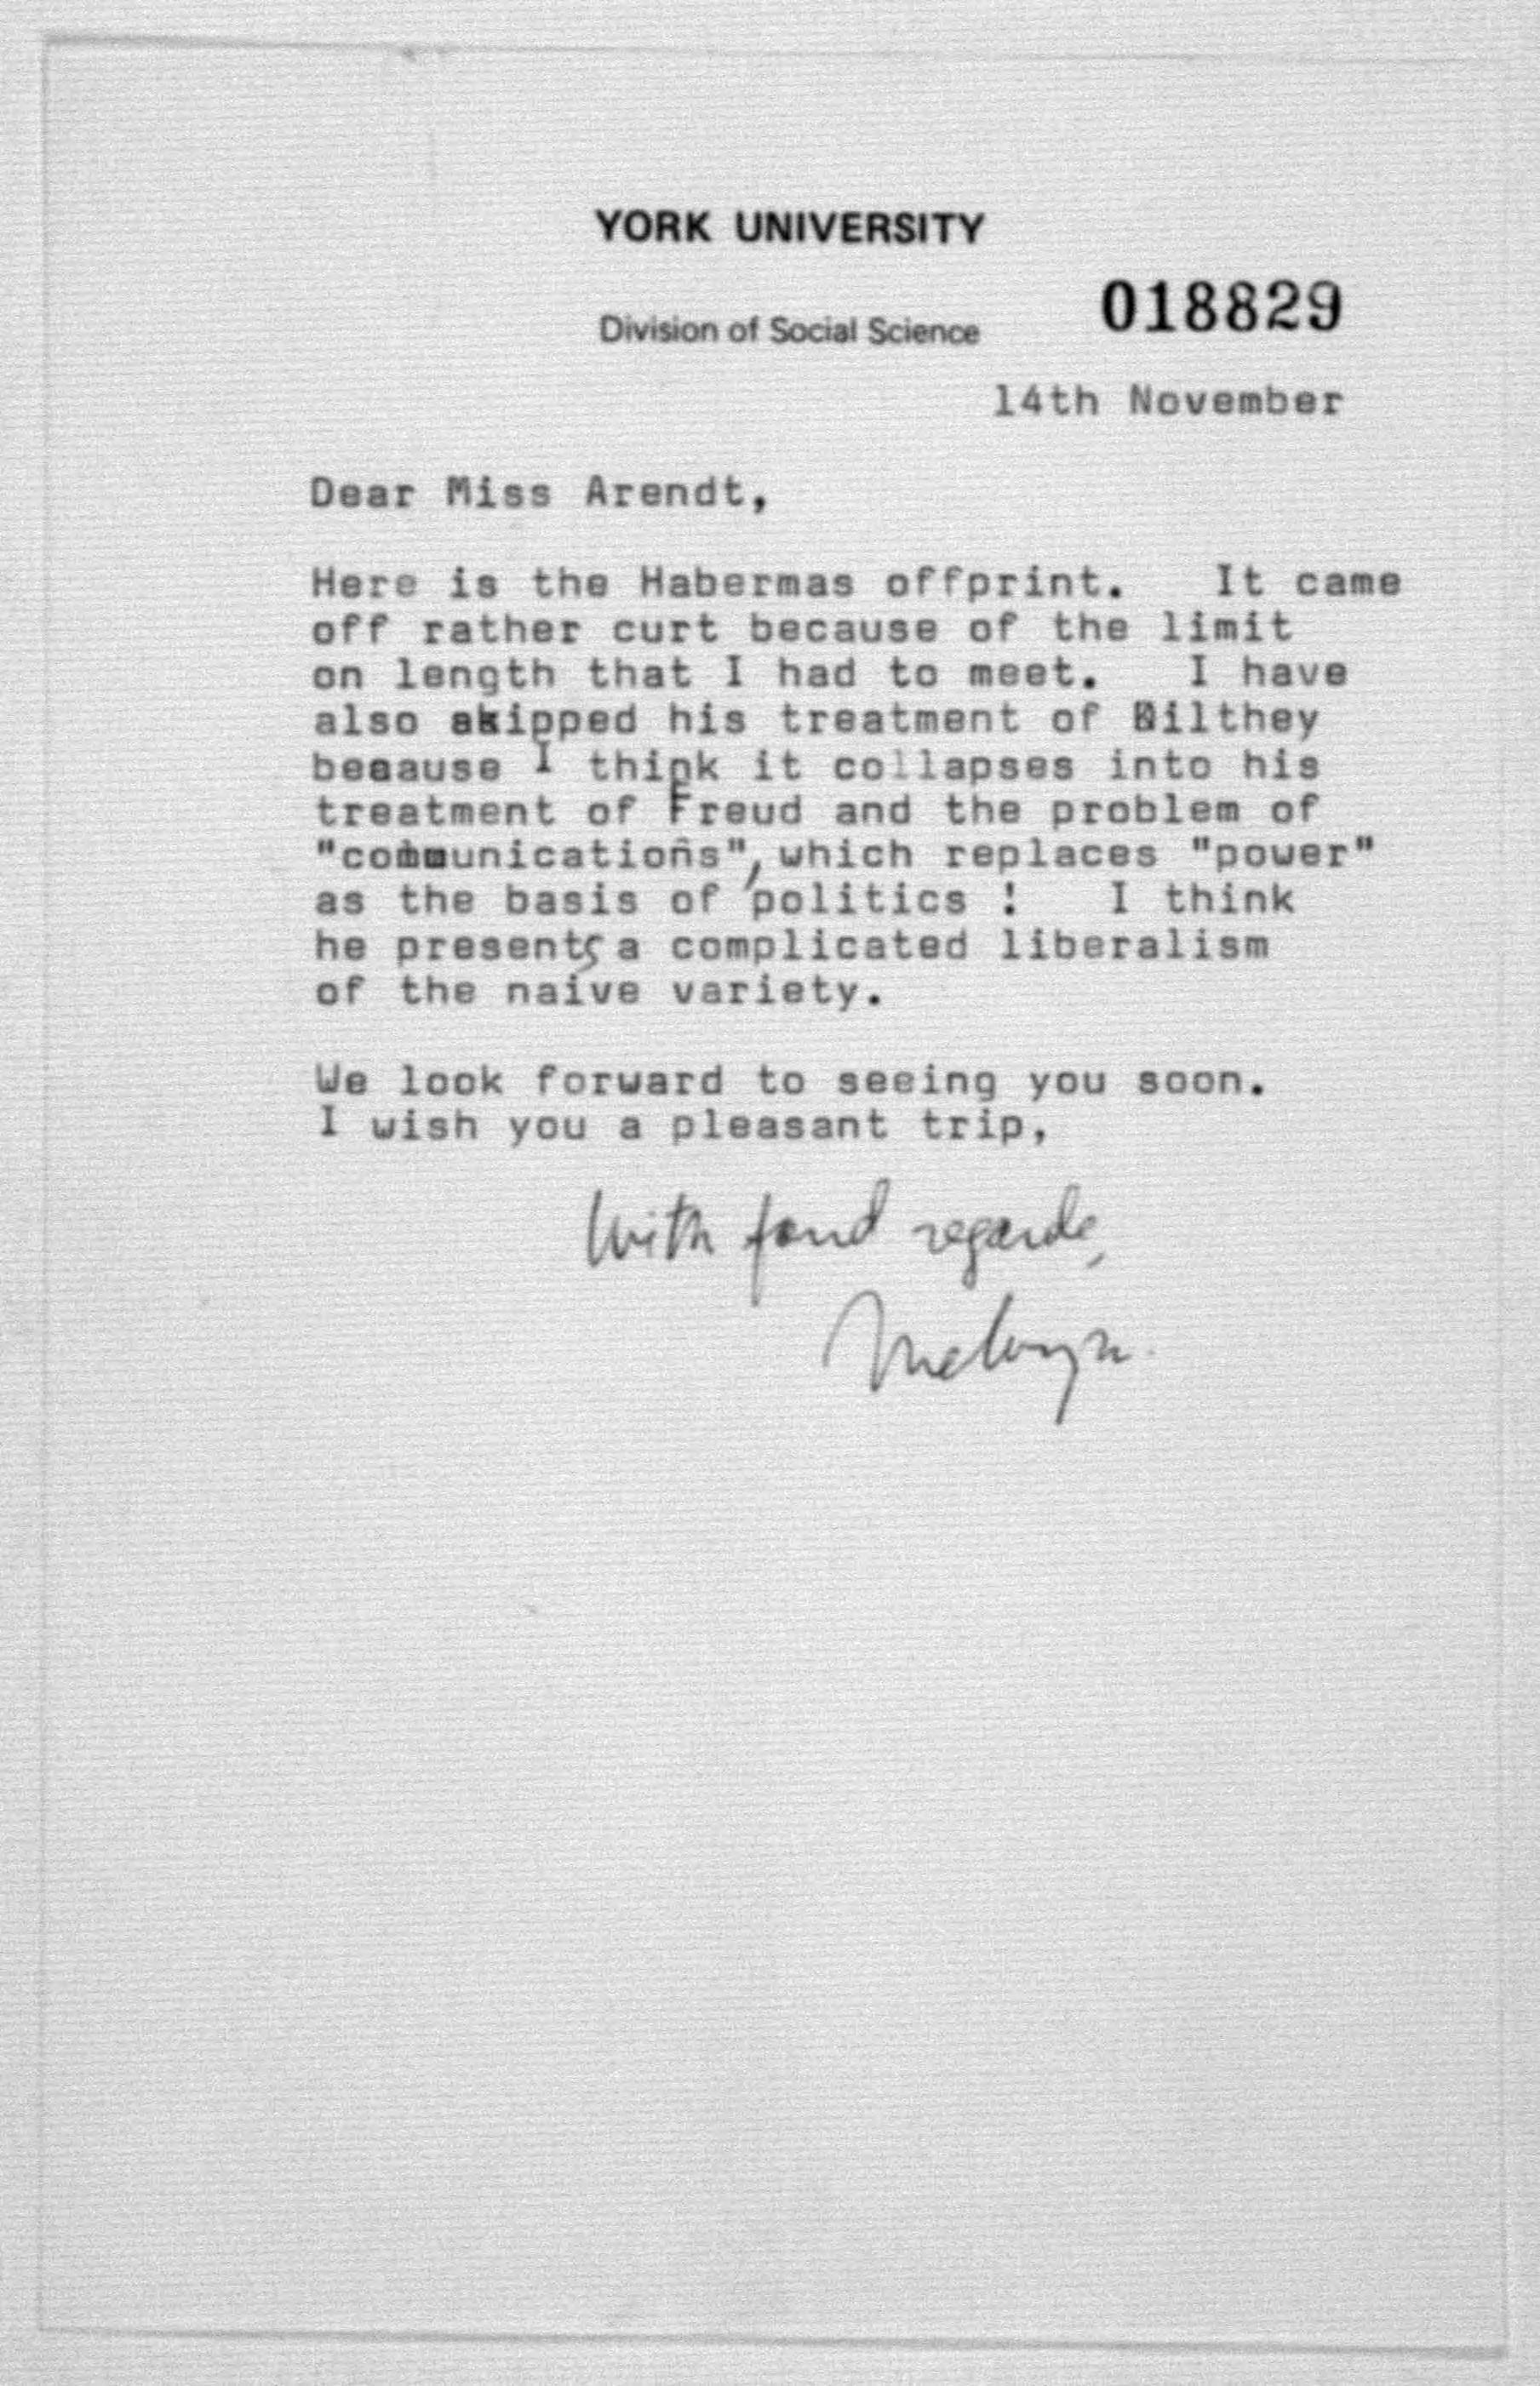 YORK UNIVERSITY
018829
Division of Social Science
14th November
Dear Miss Arendt,
Here is the Habermas offprint. It came
off rather curt because of the limit
on length that I had to meet. I have
also skipped his treatment of Dilthey
because I think it collapses into his
treatment of Freud and the problem of
"communications", which replaces "power"
as the basis of politics ! I think
he presents a complicated liberalism
of the naive variety.
We look forward to seeing you soon.
I wish you a pleasant trip,
With fond regards,
Melvyn.